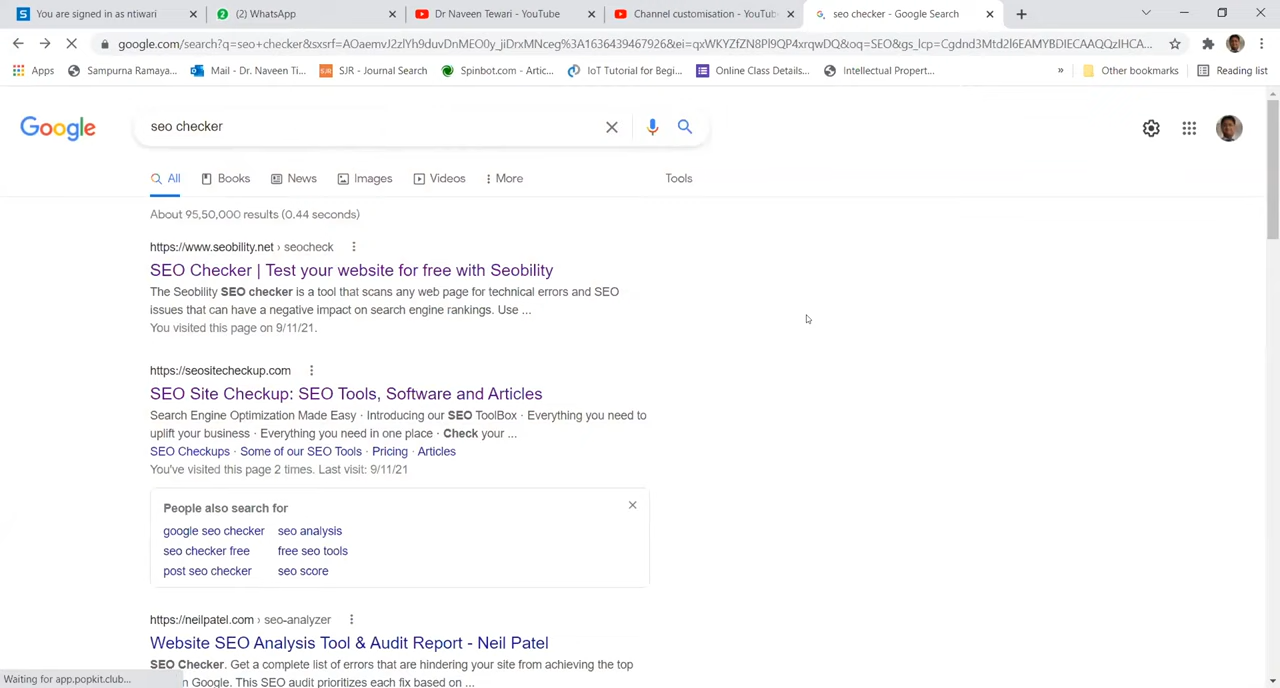 You are signed in as ntiwari
(2) WhatsApp
Dr Naveen Tewari - YouTube
Channel customisation - YouTub
seo checker - Google Search
google.com/search?q=seo+checker&sxsrf=AOaemvJ2zlYh9duvDnMEO0y_jiDrxMNceg%3A1636439467926&ei=qxWKYZfZN8Pl9QP4xrqwDQ&oq=SEO&gs_lcp=Cgdnd3Mtd2l6EAMYBDIECAAQQzIHCA...
Apps
Sampurna Ramaya...
Mail - Dr. Naveen Ti...
SJR SJR - Journal Search
Spinbot.com - Artic...
IoT Tutorial for Begi...
Online Class Details...
Intellectual Propert...
» Other bookmarks
Reading list
Google
seo checker
All Books News Images Videos More Tools
About 95,50,000 results (0.44 seconds)
https://www.seobility.net › seocheck
SEO Checker | Test your website for free with Seobility
The Seobility SEO checker is a tool that scans any web page for technical errors and SEO
issues that can have a negative impact on search engine rankings. Use ...
You visited this page on 9/11/21.
https://seositecheckup.com
SEO Site Checkup: SEO Tools, Software and Articles
Search Engine Optimization Made Easy · Introducing our SEO ToolBox · Everything you need to
uplift your business · Everything you need in one place · Check your ...
SEO Checkups · Some of our SEO Tools · Pricing · Articles
You've visited this page 2 times. Last visit: 9/11/21
People also search for
google seo checker seo analysis
seo checker free free seo tools
post seo checker seo score
https://neilpatel.com › seo-analyzer
Website SEO Analysis Tool & Audit Report - Neil Patel
SEO Checker. Get a complete list of errors that are hindering your site from achieving the top
n Google. This SEO audit prioritizes each fix based on ...
Waiting for app.popkit.club...